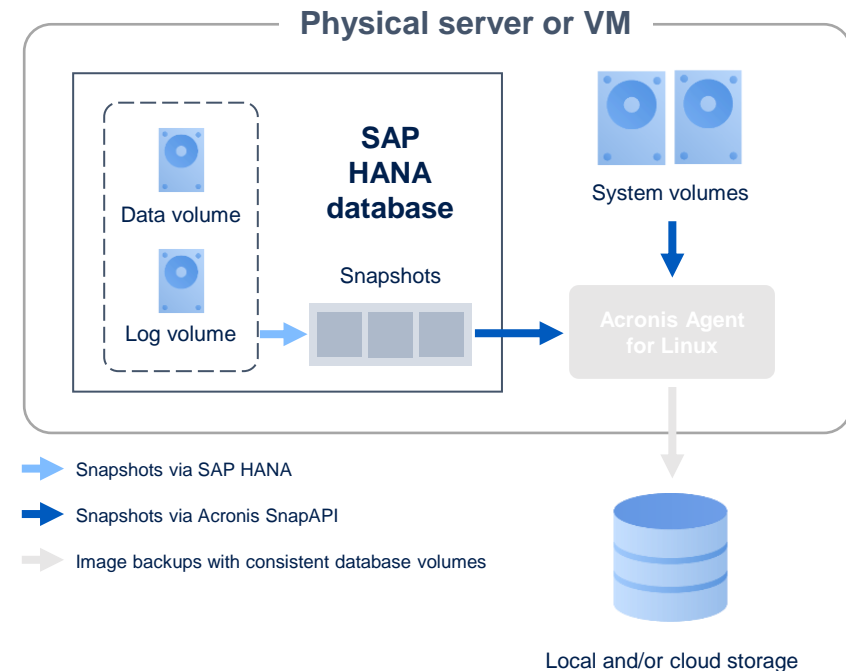 Physical server or VM
SAP
HANA
database
Data volume
Log volume
Snapshots
System volumes
Acronis Agent
for Linux
Snapshots via SAP HANA
Snapshots via Acronis SnapAPI
Image backups with consistent database volumes
Local and/or cloud storage